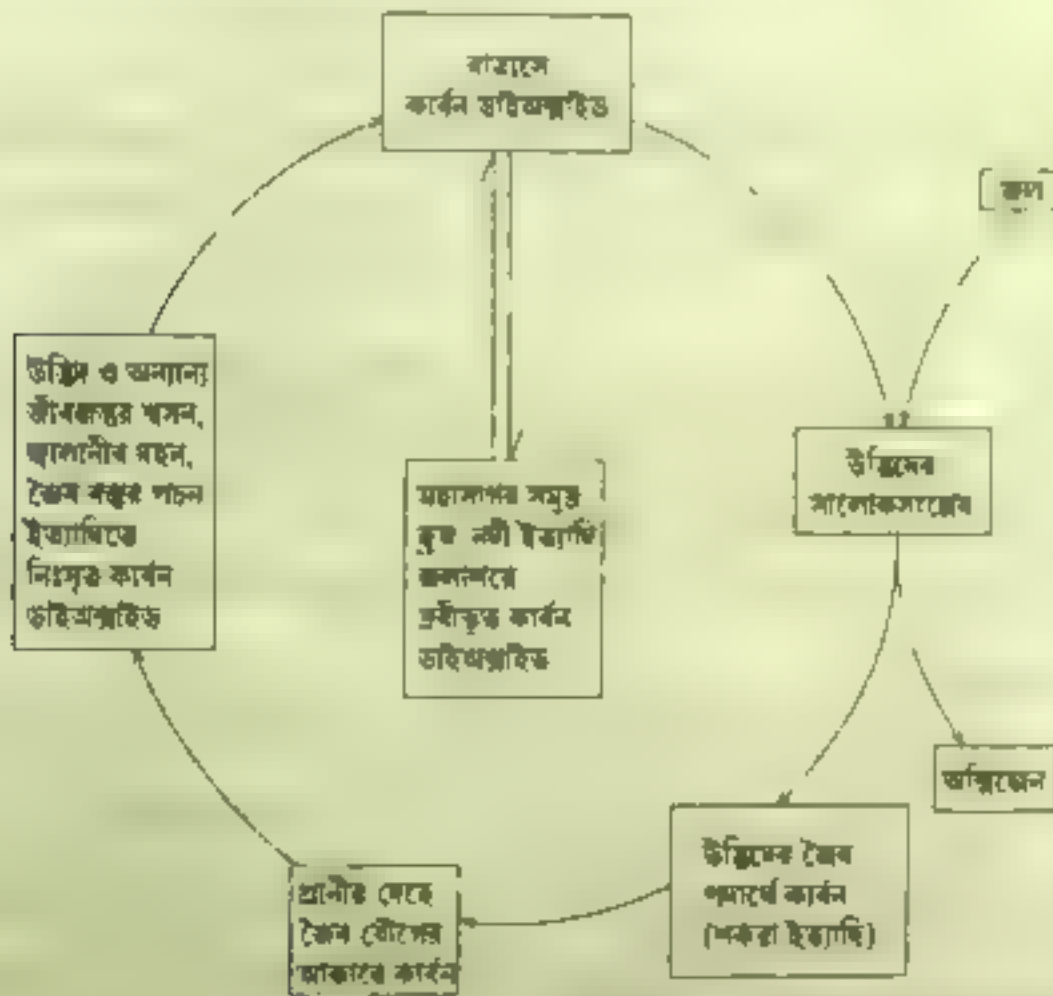 বাতাসে
কার্বন ডাইঅক্সাইড
জল
উদ্ভিদ ও অন্যান্য
জীবজন্তুর শ্বসন,
জ্বালানীর দহন,
জৈব বস্তুর পচন
ইত্যাদিতে
নিঃসৃত কার্বন
ডাইঅক্সাইড
মহাসাগর সমুদ্র
হ্রদ নদী ইত্যাদি
জলাশয়ে
দ্রবীভূত কার্বন
ডাইঅক্সাইড
উদ্ভিদের
সালোকসংশ্লেষ
অক্সিজেন
উদ্ভিদের জৈব
পদার্থে কার্বন
(শর্করা ইত্যাদি)
প্রাণীর দেহে
জৈব যৌগের
আকারে কার্বন